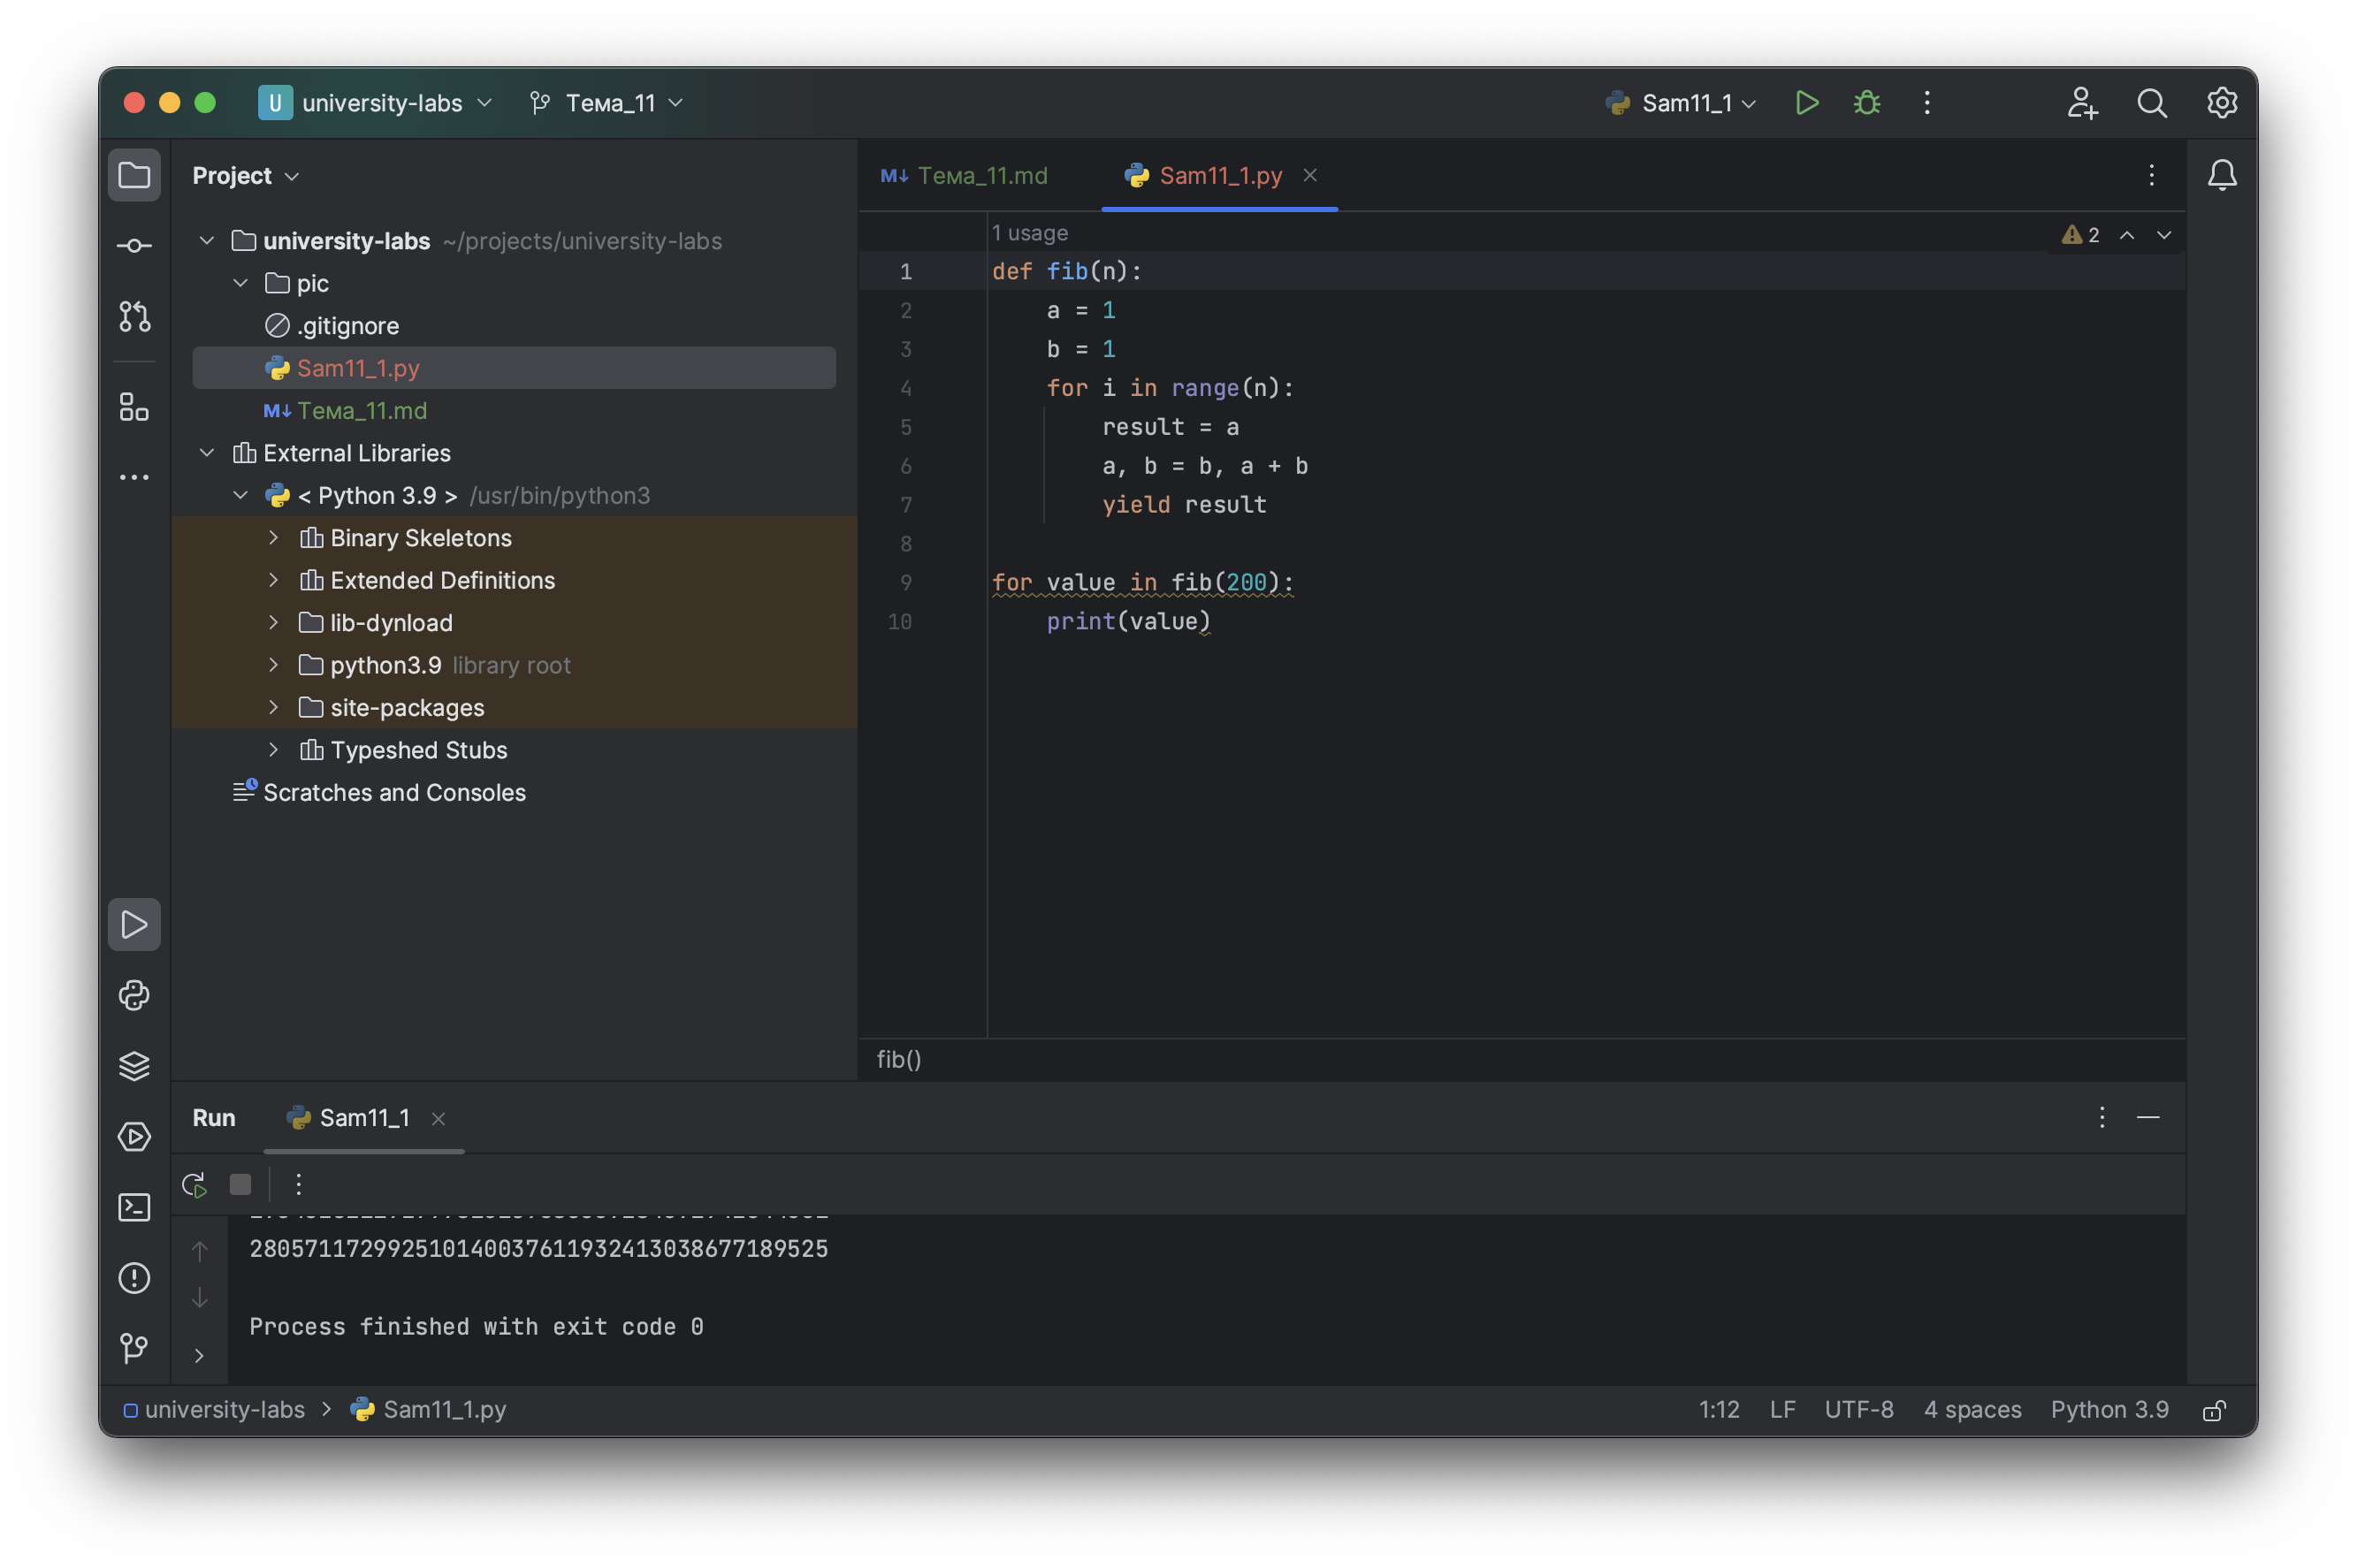 U university-labs Тема_11 Sam11_1
Project
university-labs ~/projects/university-labs
pic
.gitignore
Sam11_1.py
M↓ Тема_11.md
External Libraries
< Python 3.9 > /usr/bin/python3
Binary Skeletons
Extended Definitions
lib-dynload
python3.9 library root
site-packages
Typeshed Stubs
Scratches and Consoles
M↓ Тема_11.md Sam11_1.py
1 usage 2
1 def fib(n):
2 a = 1
3 b = 1
4 for i in range(n):
5 result = a
6 a, b = b, a + b
7 yield result
8
9 for value in fib(200):
10 print(value)
fib()
Run Sam11_1
280571172992510140037611932413038677189525
Process finished with exit code 0
university-labs > Sam11_1.py 1:12 LF UTF-8 4 spaces Python 3.9